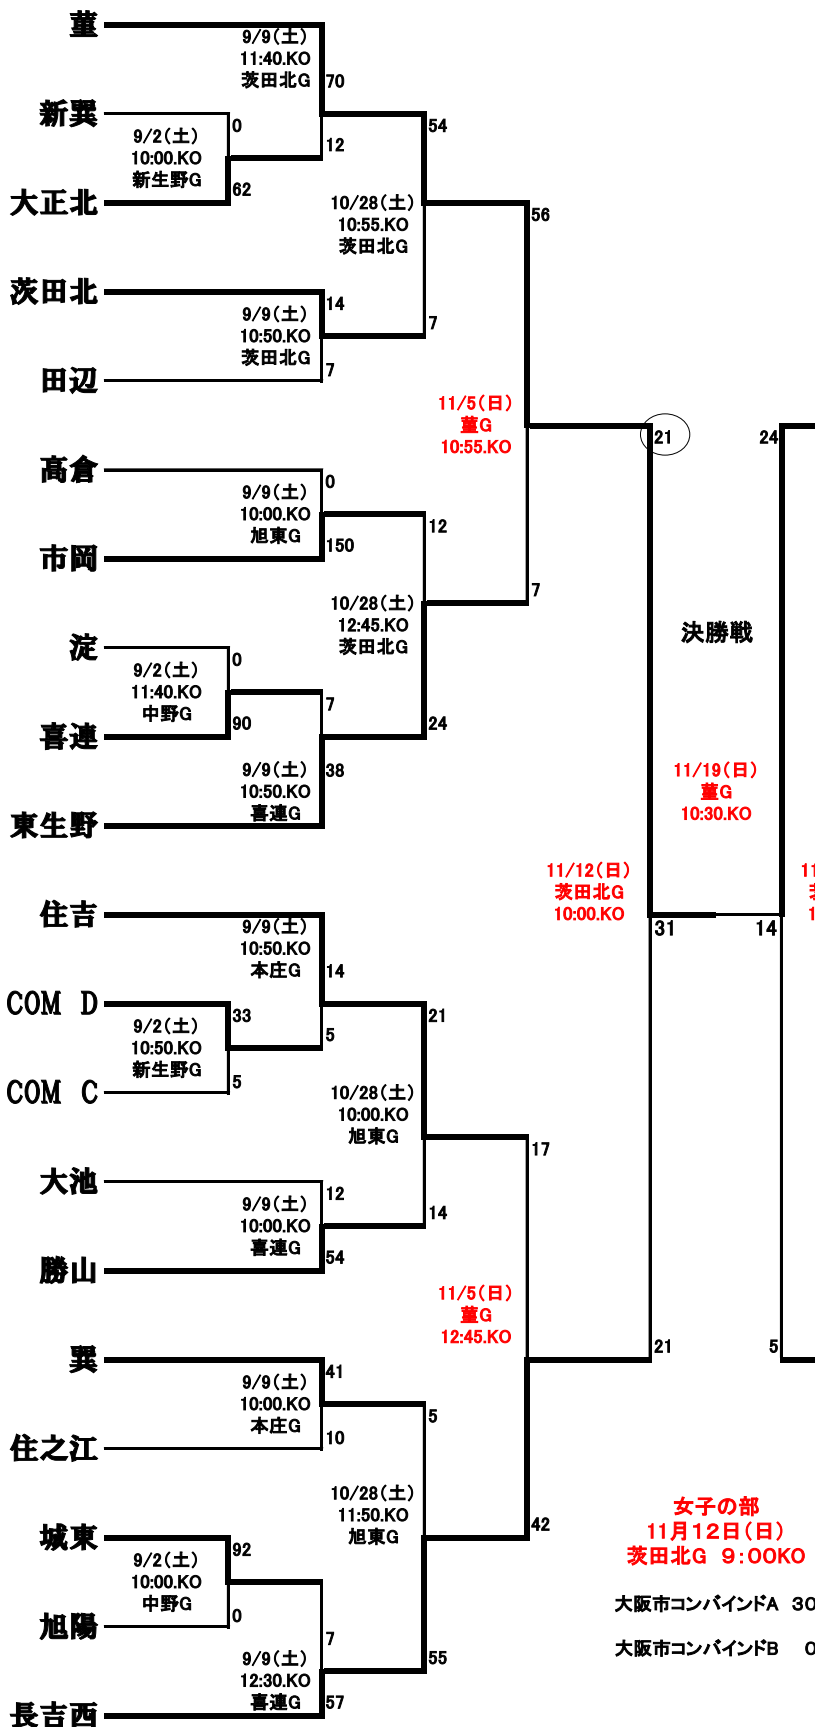 菫
9/9(土)
11:40.KO
茨田北G
70
新巽
0
54
9/2(土)
10:00.KO
新生野G
12
62
大正北
10/28(土)
10:55.KO
茨田北G
56
茨田北
14
9/9(土)
10:50.KO
茨田北G
7
7
田辺
11/5(日)
菫G
10:55.KO
21
24
高倉
0
9/9(土)
10:00.KO
旭東G
12
150
市岡
10/28(土)
12:45.KO
茨田北G
7
決勝戦
淀
0
9/2(土)
11:40.KO
中野G
7
90
24
喜連
9/9(土)
10:50.KO
喜連G
38
11/19(日)
菫G
10:30.KO
東生野
11/12(日)
茨田北G
10:00.KO
11
1
住吉
31
14
9/9(土)
10:50.KO
本庄G
14
COM D
33
21
9/2(土)
10:50.KO
新生野G
5
5
COM C
10/28(土)
10:00.KO
旭東G
17
大池
12
9/9(土)
10:00.KO
喜連G
14
54
勝山
11/5(日)
菫G
12:45.KO
21
5
巽
41
9/9(土)
10:00.KO
本庄G
5
10
住之江
10/28(土)
11:50.KO
旭東G
42
城東
92
9/2(土)
10:00.KO
中野G
0
旭陽
7
55
9/9(土)
12:30.KO
喜連G
57
長吉西
女子の部
11月12日(日)
茨田北G 9:00KO
大阪市コンバインドA 30
大阪市コンバインドB 0